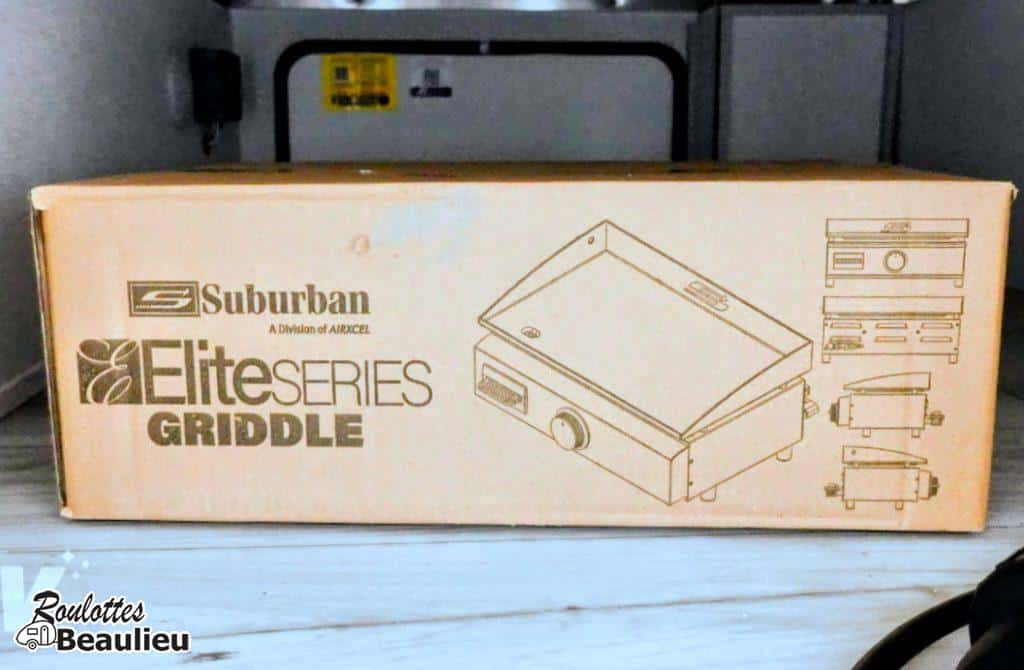 Suburban
A Division of AIRXCEL
EliteSERIES
GRIDDLE
Roulottes
Beaulieu